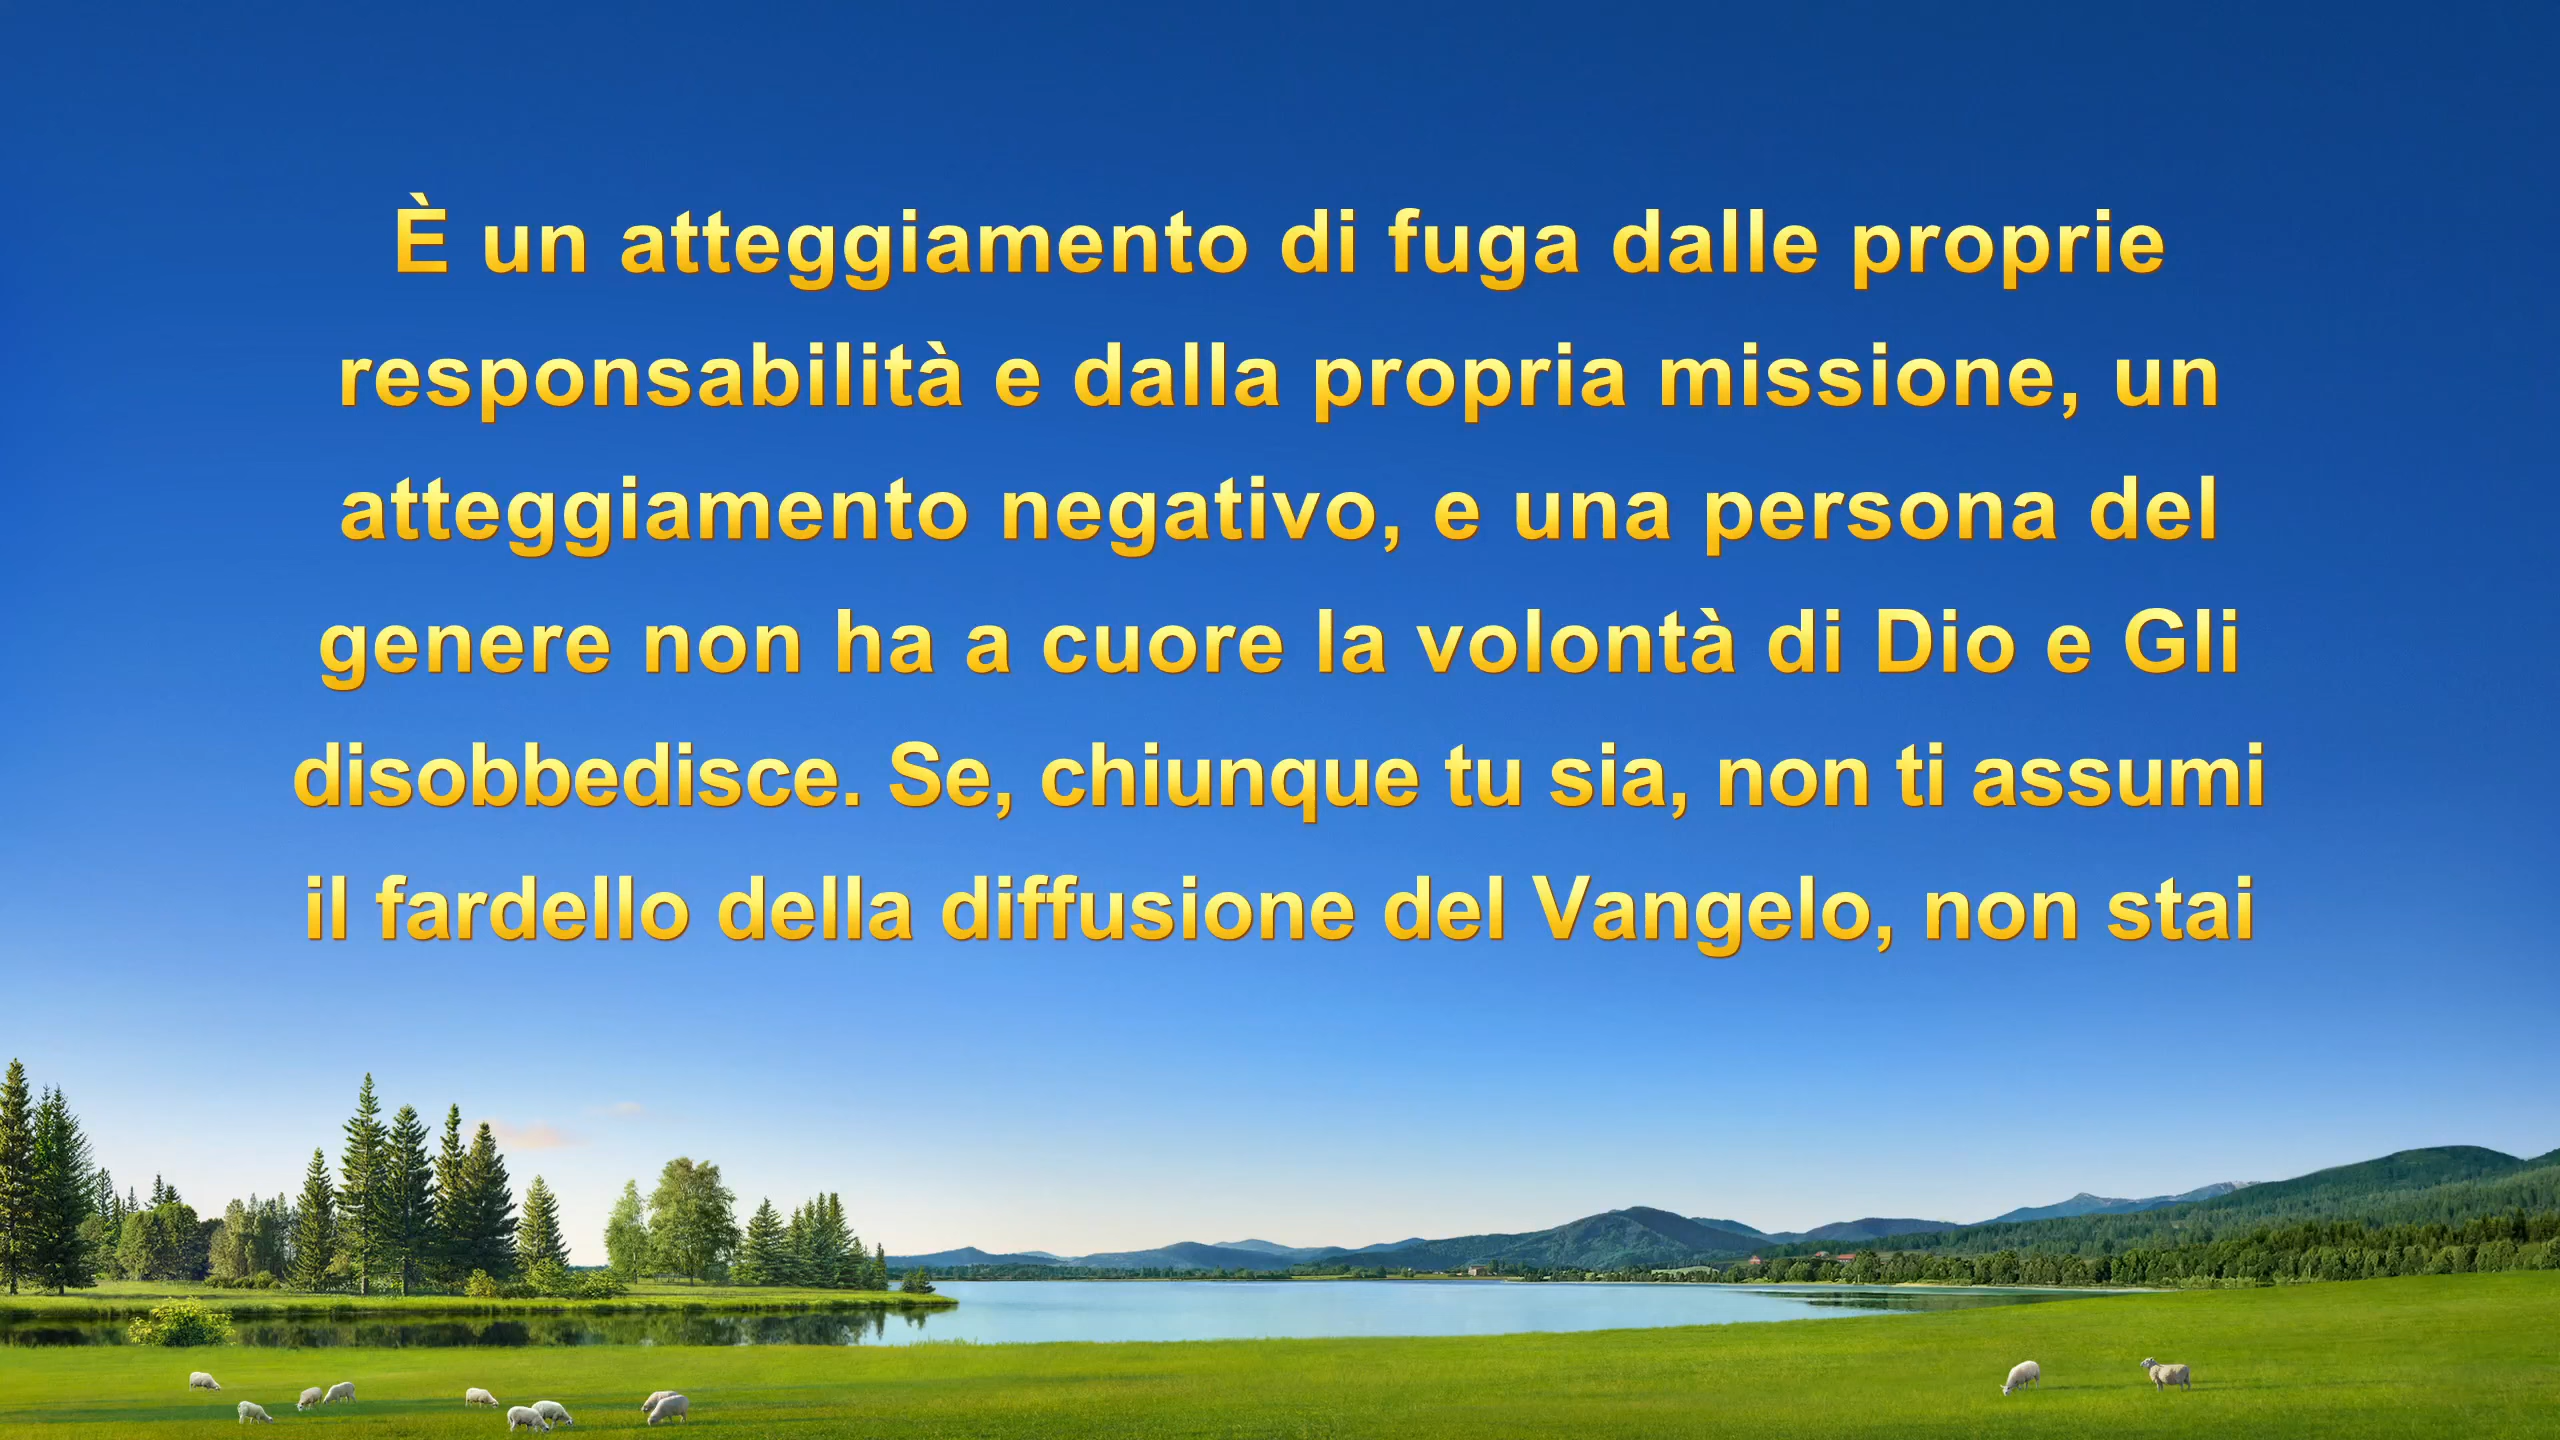 È un atteggiamento di fuga dalle proprie
responsabilità e dalla propria missione, un
atteggiamento negativo, e una persona del
genere non ha a cuore la volontà di Dio e Gli
disobbedisce. Se, chiunque tu sia, non ti assumi
il fardello della diffusione del Vangelo, non stai